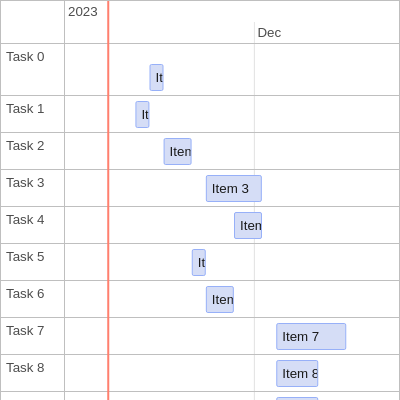 2023
Dec
Task 0
It
Task 1
It
Task 2
Iten
Task 3
Item 3
Task 4
Iten
Task 5
It
Task 6
Iten
Task 7
Item 7
Task 8
Item 8